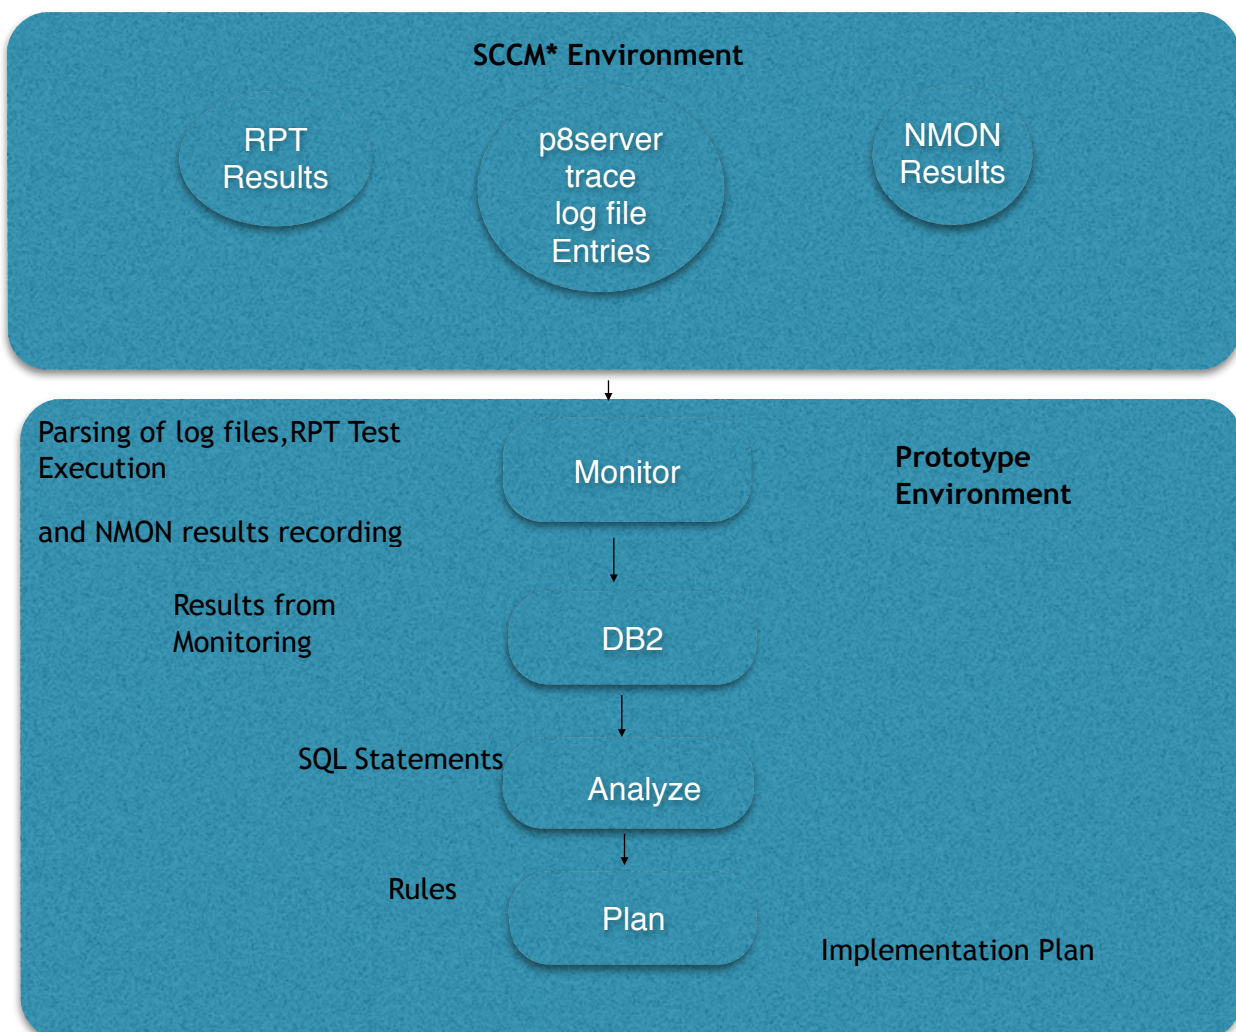 SCCM* Environment
RPT
Results
p8server
trace
log file
Entries
NMON
Results
Parsing of log files,RPT Test
Execution
and NMON results recording
Monitor
Prototype
Environment
Results from
Monitoring
DB2
SQL Statements
Analyze
Rules
Plan
Implementation Plan